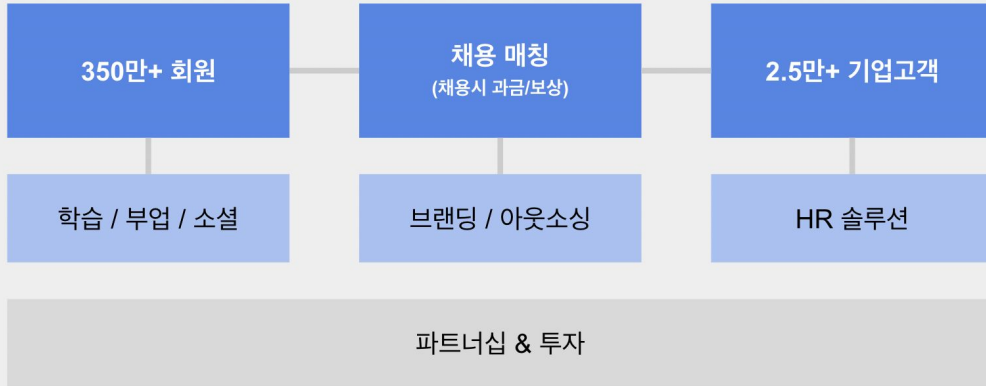 350만+ 회원
채용 매칭
(채용시 과금/보상)
2.5만+ 기업고객
학습 / 부업 / 소셜
브랜딩 / 아웃소싱
HR 솔루션
파트너십 & 투자